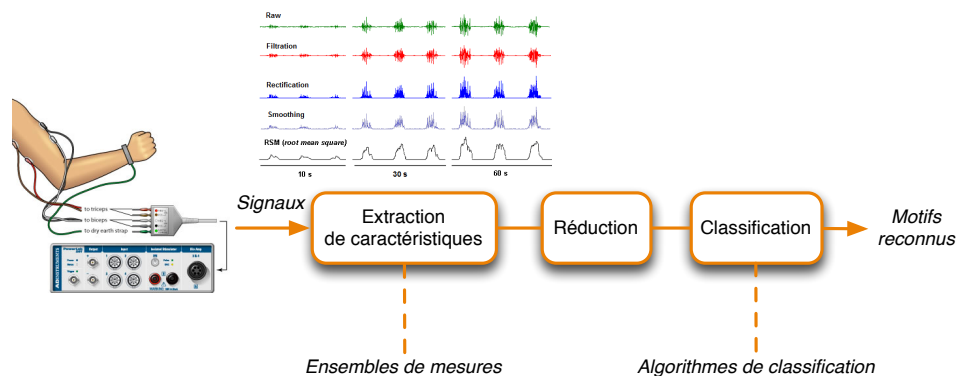 Raw
Filtration
Rectification
Smoothing
RSM (root mean square)
10 s
30 s
60 s
to triceps
to biceps
to dry earth strap
Signaux
Extraction
de caractéristiques
Réduction
Classification
Motifs
reconnus
Ensembles de mesures
Algorithmes de classification